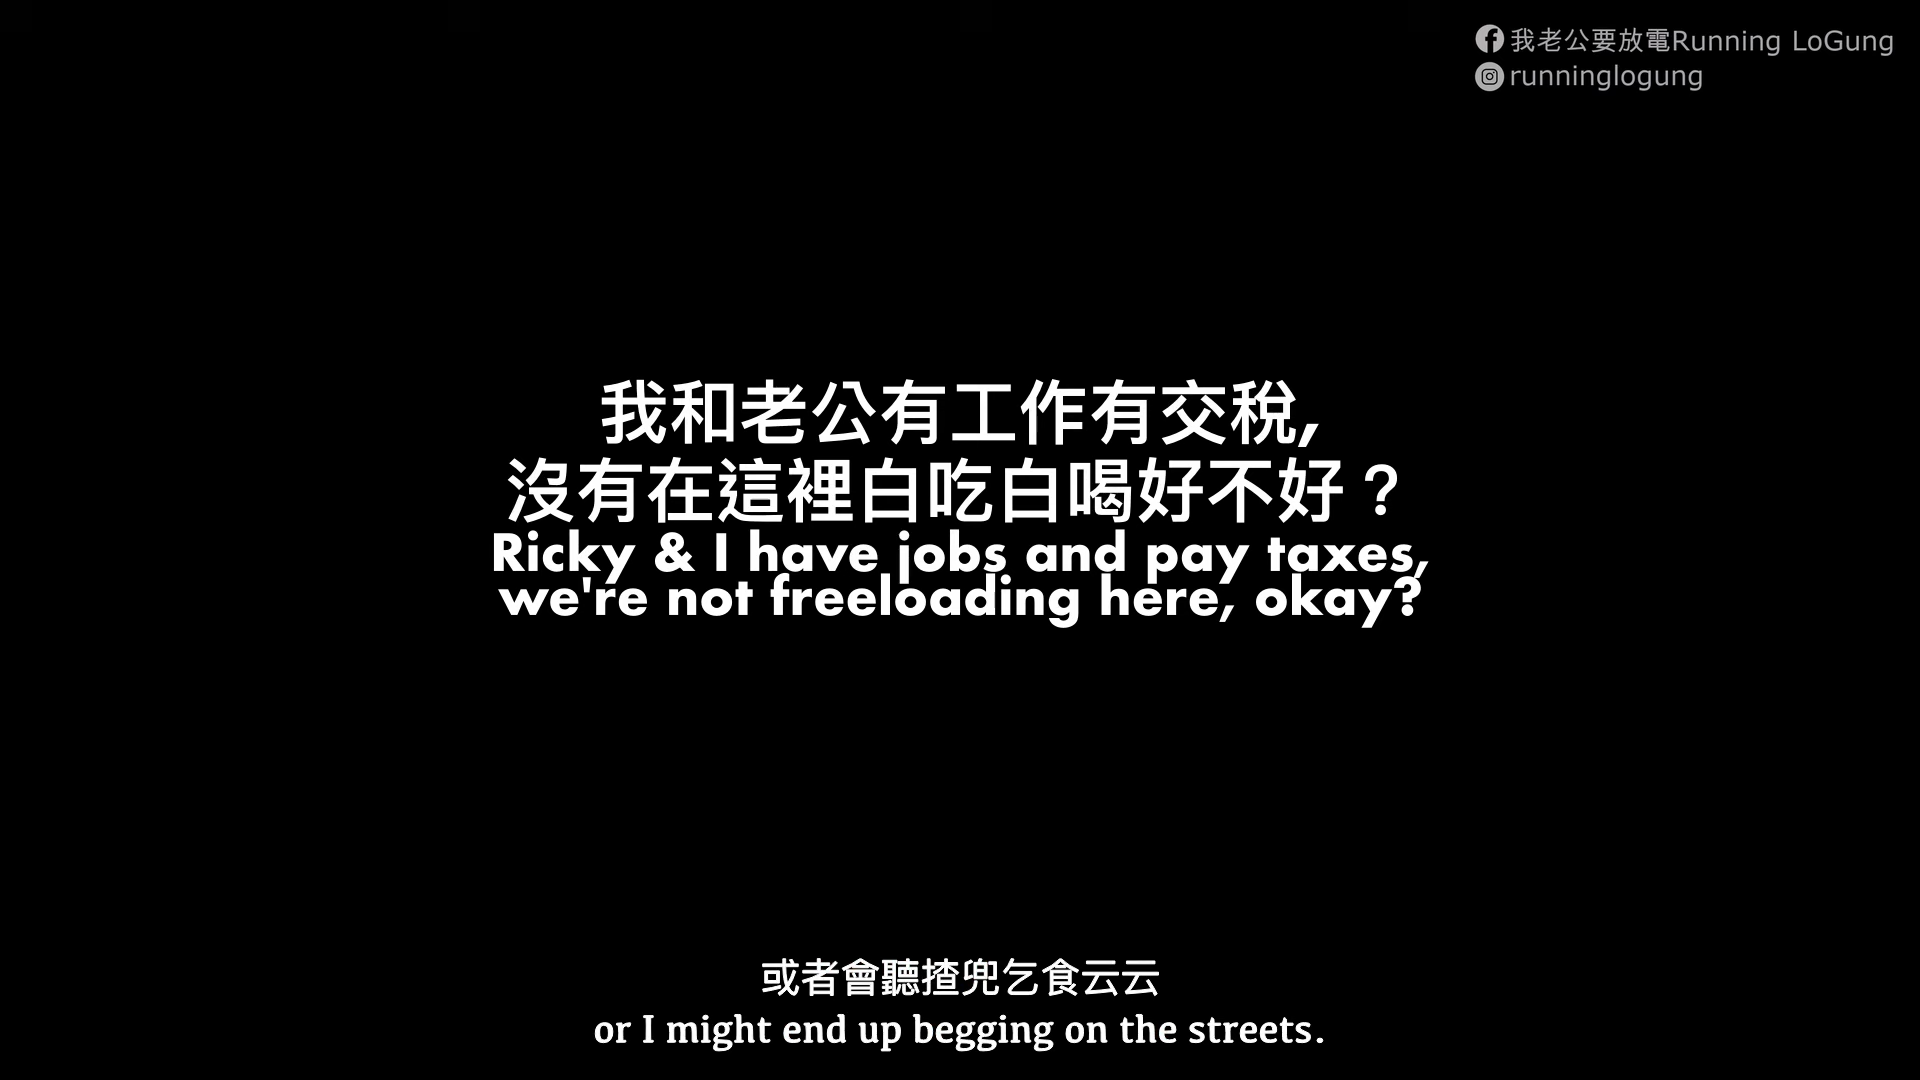 我老公要放電Running LoGung
runninglogung
我和老公有工作有交稅,
沒有在這裡白吃白喝好不好？
Ricky & I have jobs and pay taxes,
we're not freeloading here, okay?
或者會聽揸兜乞食云云
or I might end up begging on the streets.